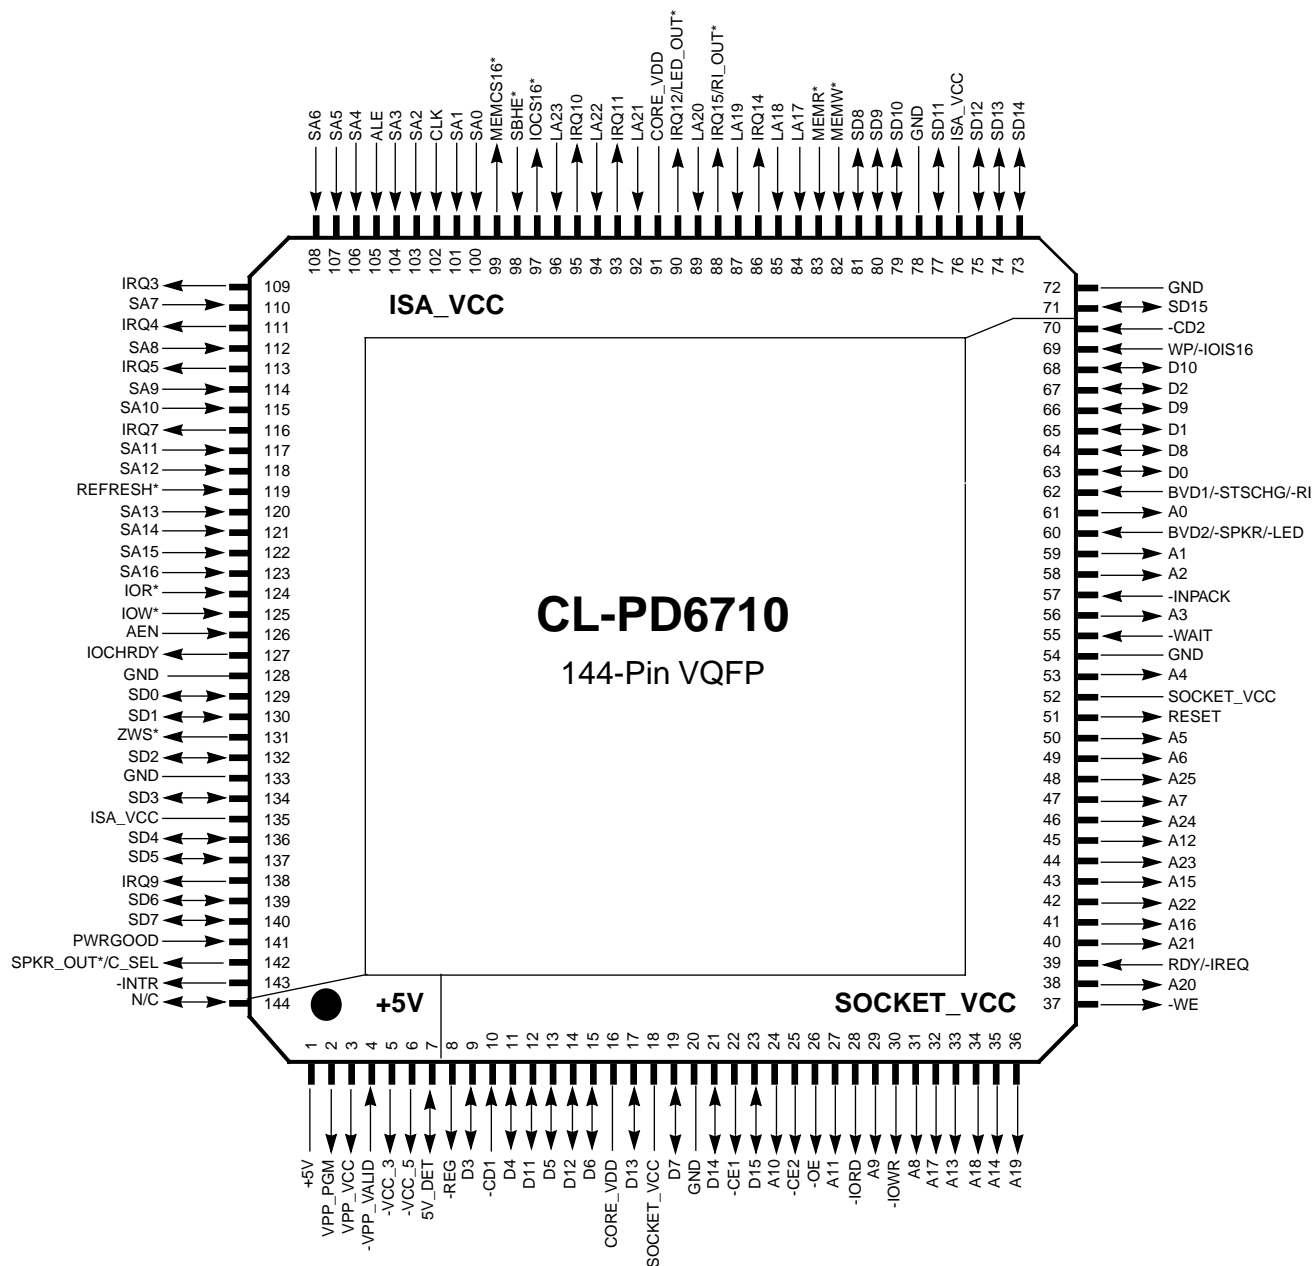 SA6
SA5
SA4
ALE
SA3
SA2
CLK
SA1
SA0
MEMCS16*
SBHE*
IOCS16*
LA23
IRQ10
LA22
IRQ11
LA21
CORE_VDD
IRQ12/LED_OUT*
LA20
IRQ15/RI_OUT*
LA19
IRQ14
LA18
LA17
MEMR*
MEMW*
SD8
SD9
SD10
GND
SD11
ISA_VCC
SD12
SD13
SD14
108
107
106
105
104
103
102
101
100
99
98
97
96
95
94
93
92
91
90
89
88
87
86
85
84
83
82
81
80
79
78
77
76
75
74
73
IRQ3 109
SA7 110
IRQ4 111
SA8 112
IRQ5 113
SA9 114
SA10 115
IRQ7 116
SA11 117
SA12 118
REFRESH* 119
SA13 120
SA14 121
SA15 122
SA16 123
IOR* 124
IOW* 125
AEN 126
IOCHRDY 127
GND 128
SD0 129
SD1 130
ZWS* 131
SD2 132
GND 133
SD3 134
ISA_VCC 135
SD4 136
SD5 137
IRQ9 138
SD6 139
SD7 140
PWRGOOD 141
SPKR_OUT*/C_SEL 142
-INTR 143
N/C 144
ISA_VCC
CL-PD6710
144-Pin VQFP
+5V
SOCKET_VCC
72 GND
71 SD15
70 -CD2
69 WP/-IOIS16
68 D10
67 D2
66 D9
65 D1
64 D8
63 D0
62 BVD1/-STSCHG/-RI
61 A0
60 BVD2/-SPKR/-LED
59 A1
58 A2
57 -INPACK
56 A3
55 -WAIT
54 GND
53 A4
52 SOCKET_VCC
51 RESET
50 A5
49 A6
48 A25
47 A7
46 A24
45 A12
44 A23
43 A15
42 A22
41 A16
40 A21
39 RDY/-IREQ
38 A20
37 -WE
1
2
3
4
5
6
7
8
9
10
11
12
13
14
15
16
17
18
19
20
21
22
23
24
25
26
27
28
29
30
31
32
33
34
35
36
+5V
VPP_PGM
VPP_VCC
-VPP_VALID
-VCC_3
-VCC_5
5V_DET
-REG
D3
-CD1
D4
D11
D5
D12
D6
CORE_VDD
D13
SOCKET_VCC
D7
GND
D14
-CE1
D15
A10
-CE2
-OE
A11
-IORD
A9
-IOWR
A8
A17
A13
A18
A14
A19